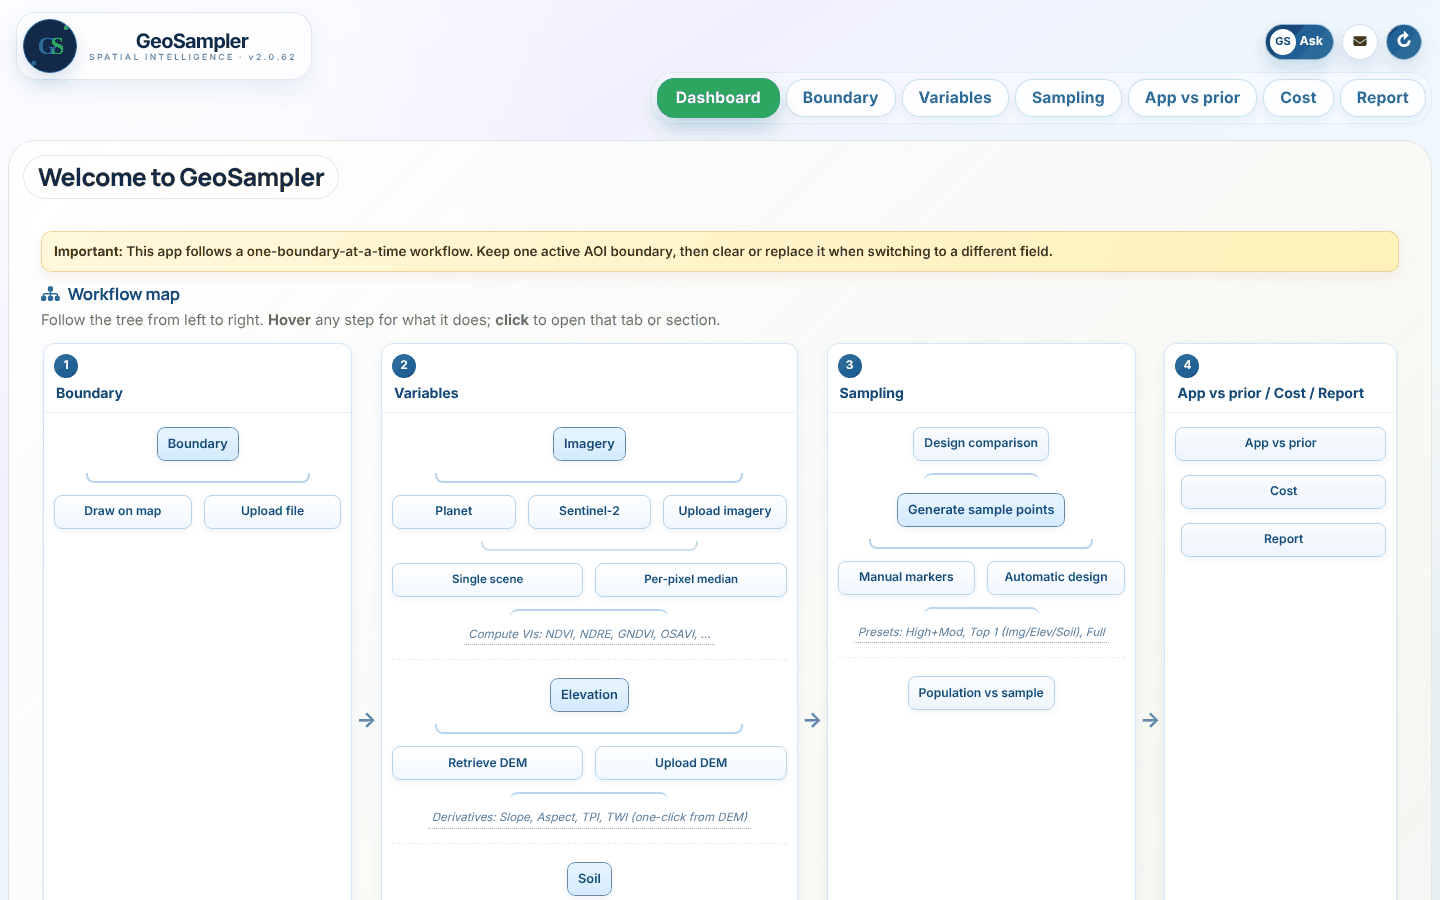 GS
GeoSampler
SPATIAL INTELLIGENCE · v2.0.62
GS Ask
Dashboard
Boundary
Variables
Sampling
App vs prior
Cost
Report
Welcome to GeoSampler
Important: This app follows a one-boundary-at-a-time workflow. Keep one active AOI boundary, then clear or replace it when switching to a different field.
Workflow map
Follow the tree from left to right. Hover any step for what it does; click to open that tab or section.
1
Boundary
Boundary
Draw on map
Upload file
2
Variables
Imagery
Planet
Sentinel-2
Upload imagery
Single scene
Per-pixel median
Compute VIs: NDVI, NDRE, GNDVI, OSAVI, ...
Elevation
Retrieve DEM
Upload DEM
Derivatives: Slope, Aspect, TPI, TWI (one-click from DEM)
Soil
3
Sampling
Design comparison
Generate sample points
Manual markers
Automatic design
Presets: High+Mod, Top 1 (Img/Elev/Soil), Full
Population vs sample
4
App vs prior / Cost / Report
App vs prior
Cost
Report